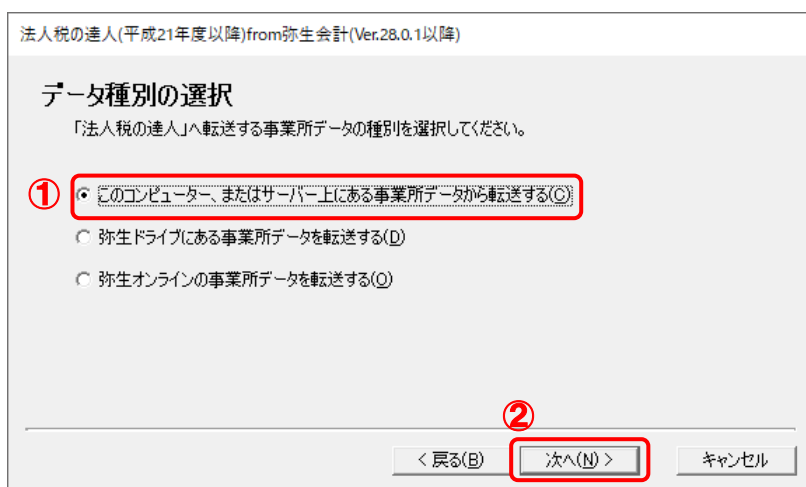 法人税の達人(平成21年度以降)from弥生会計(Ver.28.0.1以降)
データ種別の選択
「法人税の達人」へ転送する事業所データの種別を選択してください。
① このコンピューター、またはサーバー上にある事業所データから転送する(C)
弥生ドライブにある事業所データを転送する(D)
弥生オンラインの事業所データを転送する(O)
②
< 戻る(B) 次へ(N) > キャンセル